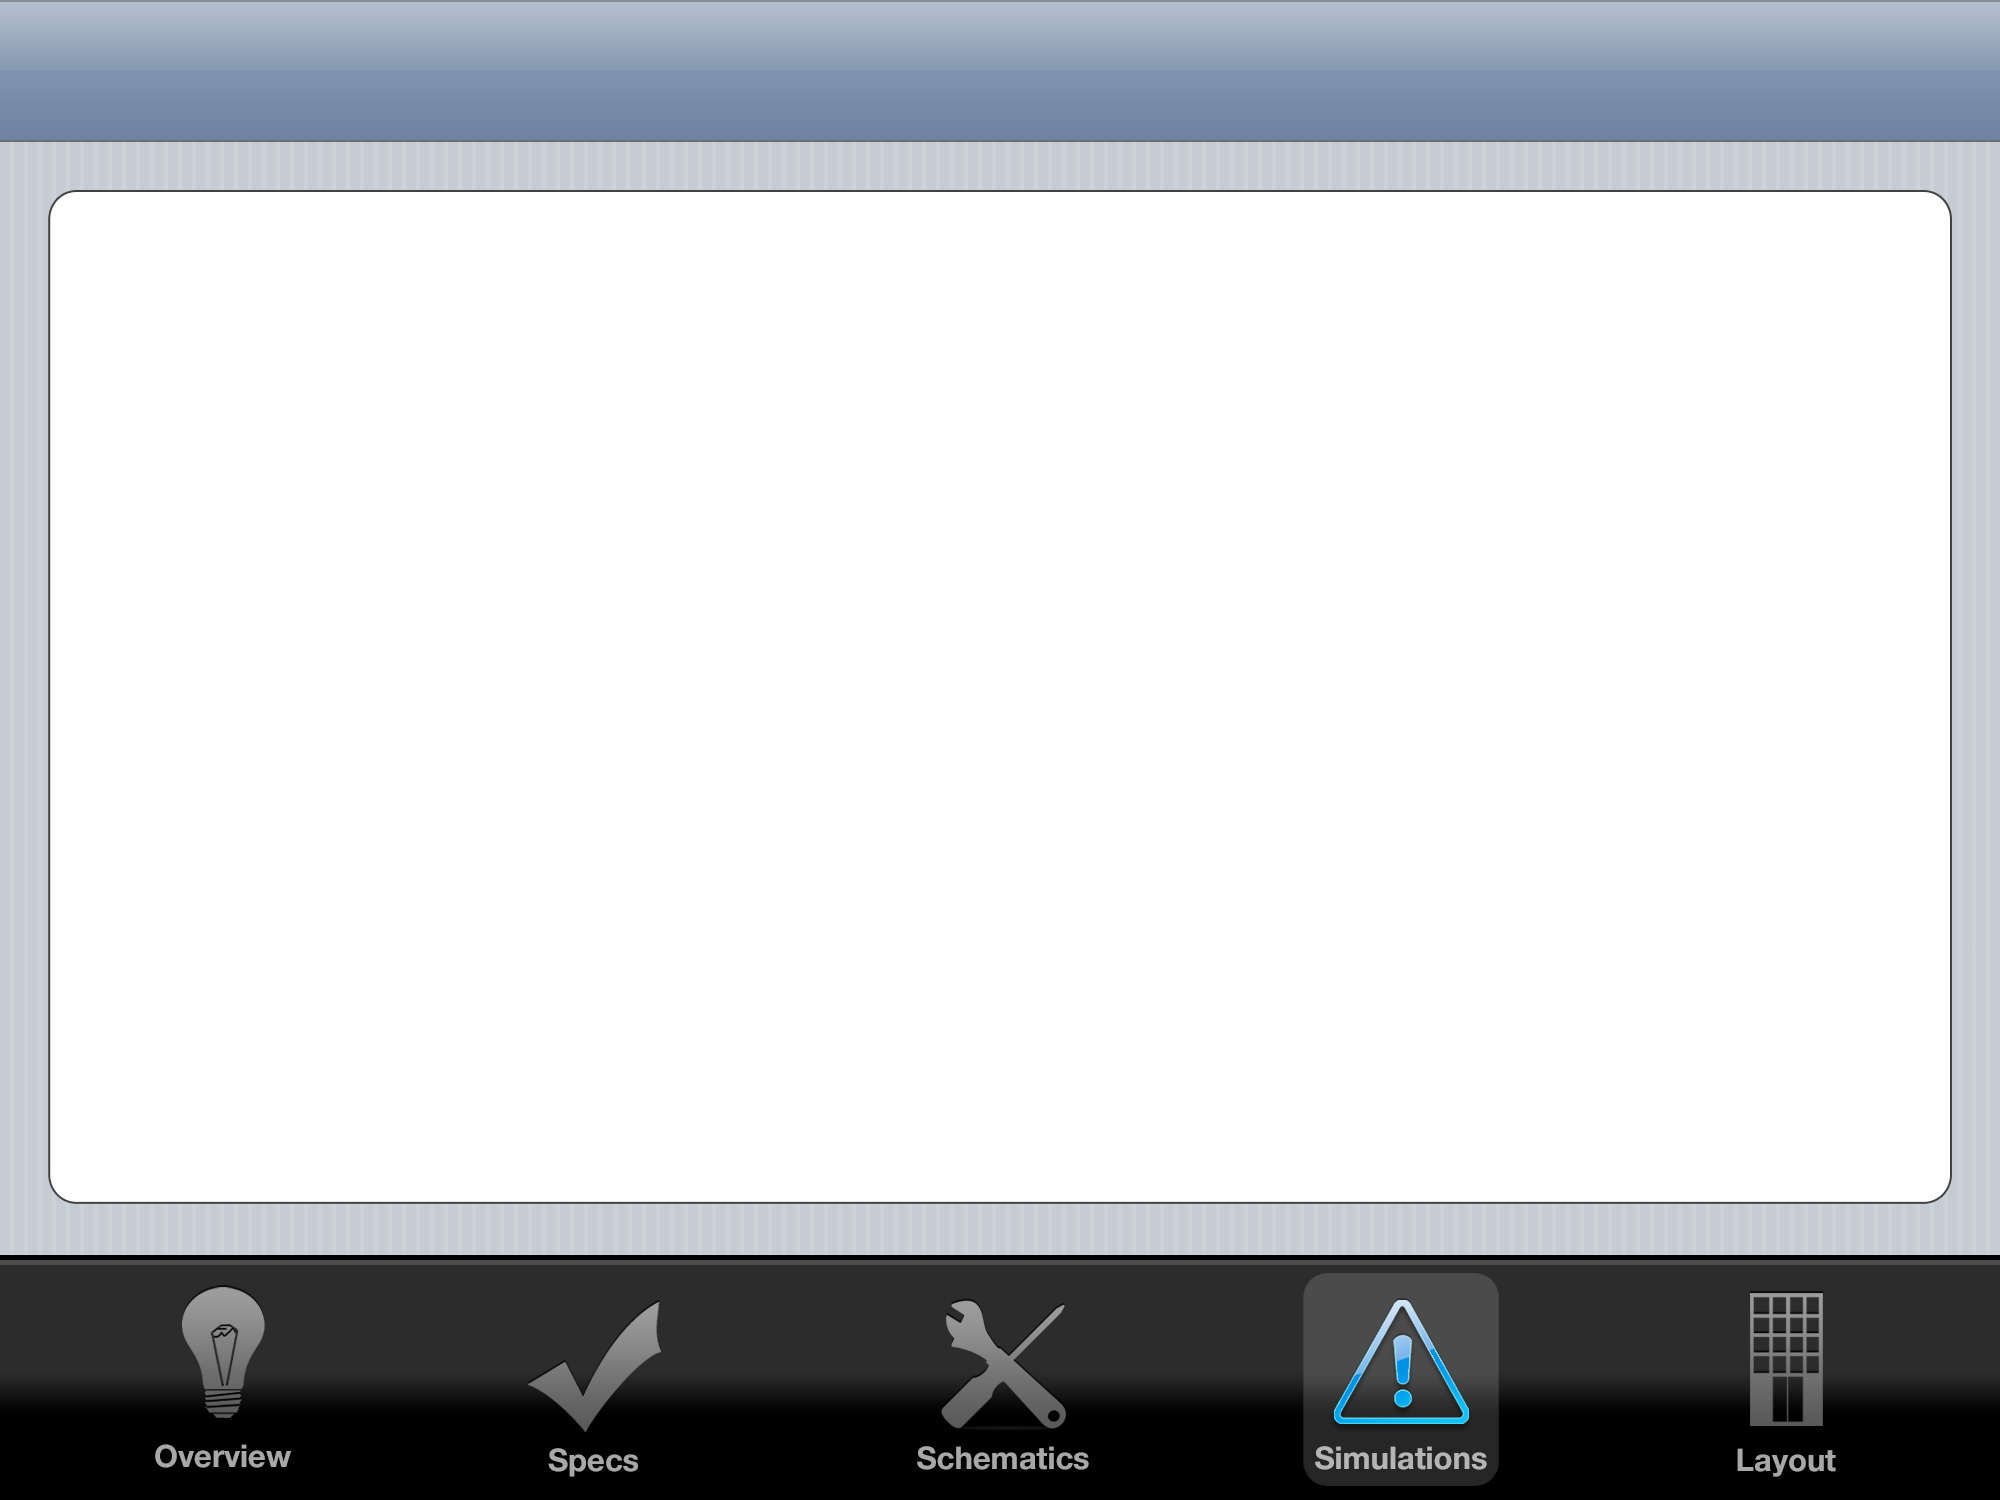 Overview
Specs
Schematics
Simulations
Layout